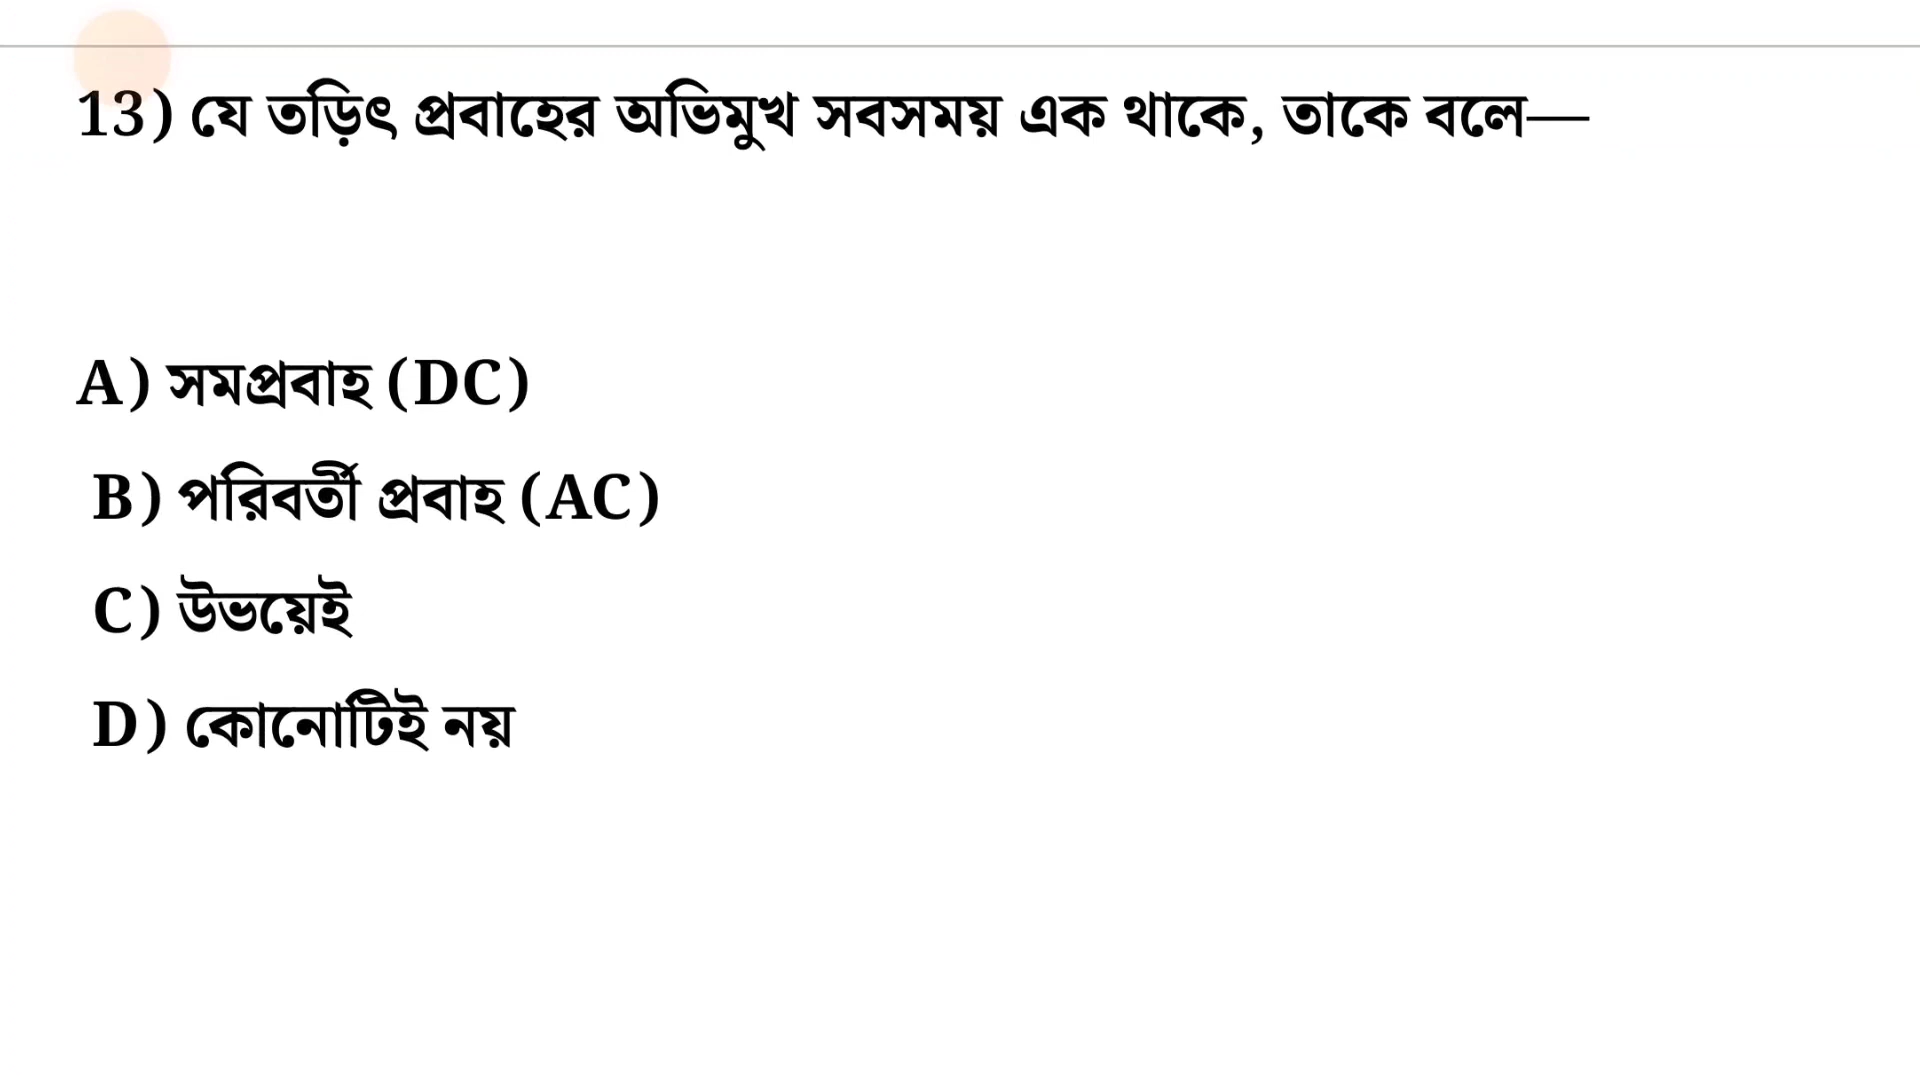 13) যে তড়িৎ প্রবাহের অভিমুখ সবসময় এক থাকে, তাকে বলে—
A) সমপ্রবাহ (DC)
B) পরিবর্তী প্রবাহ (AC)
C) উভয়েই
D) কোনোটিই নয়